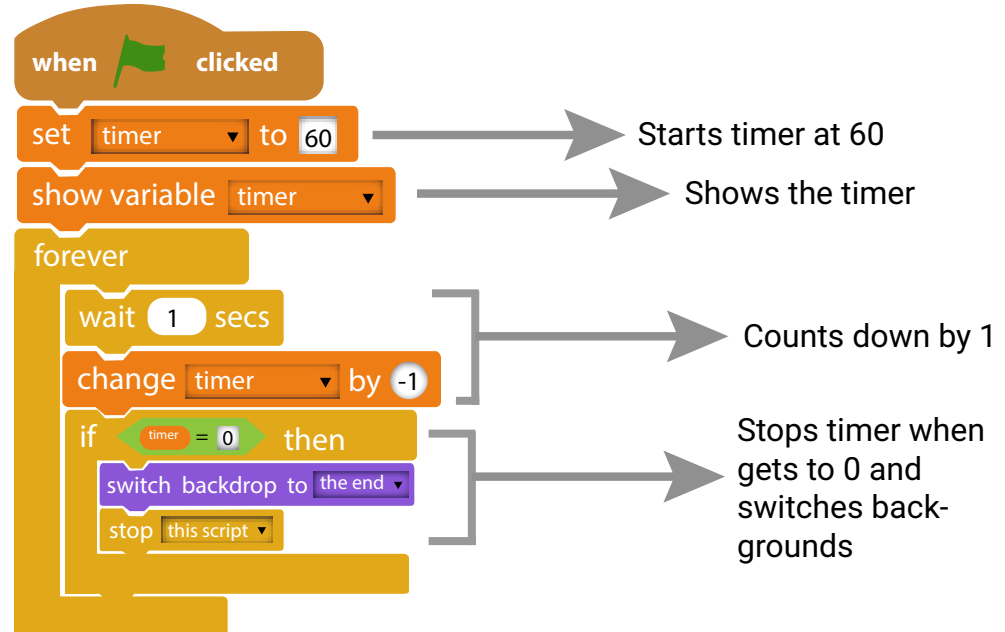 when clicked
set timer to 60
Starts timer at 60
show variable timer
Shows the timer
forever
wait 1 secs
change timer by -1
Counts down by 1
if timer = 0 then
switch backdrop to the end
stop this script
Stops timer when
gets to 0 and
switches back-
grounds